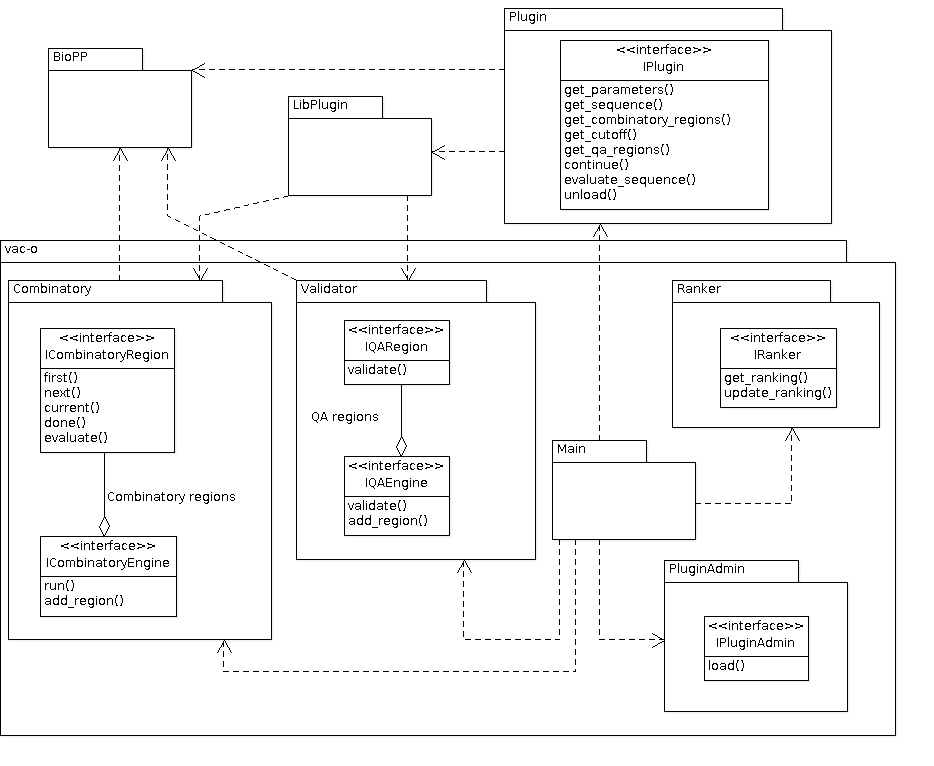 Plugin
<<interface>>
IPlugin
get_parameters()
get_sequence()
get_combinatory_regions()
get_cutoff()
get_qa_regions()
continue()
evaluate_sequence()
unload()
BioPP
LibPlugin
vac-o
Combinatory
<<interface>>
ICombinatoryRegion
first()
next()
current()
done()
evaluate()
Combinatory regions
<<interface>>
ICombinatoryEngine
run()
add_region()
Validator
<<interface>>
IQARegion
validate()
QA regions
<<interface>>
IQAEngine
validate()
add_region()
Ranker
<<interface>>
IRanker
get_ranking()
update_ranking()
Main
PluginAdmin
<<interface>>
IPluginAdmin
load()